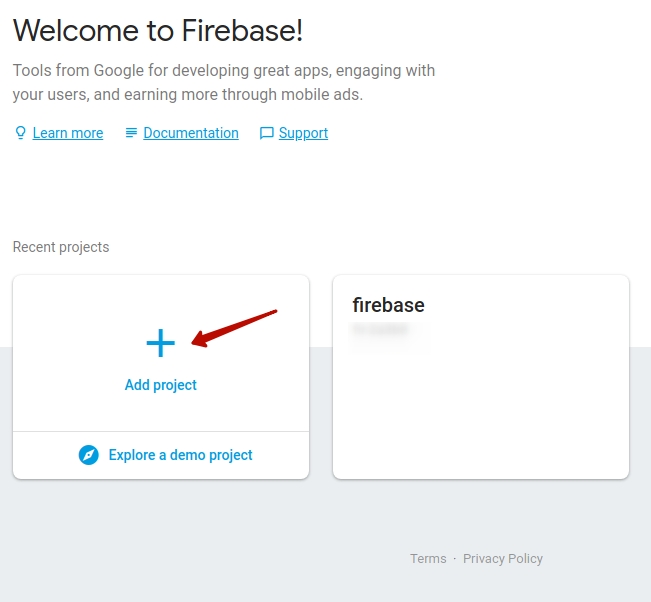 Welcome to Firebase!
Tools from Google for developing great apps, engaging with
your users, and earning more through mobile ads.
Learn more Documentation Support
Recent projects
Add project
Explore a demo project
firebase
Terms · Privacy Policy